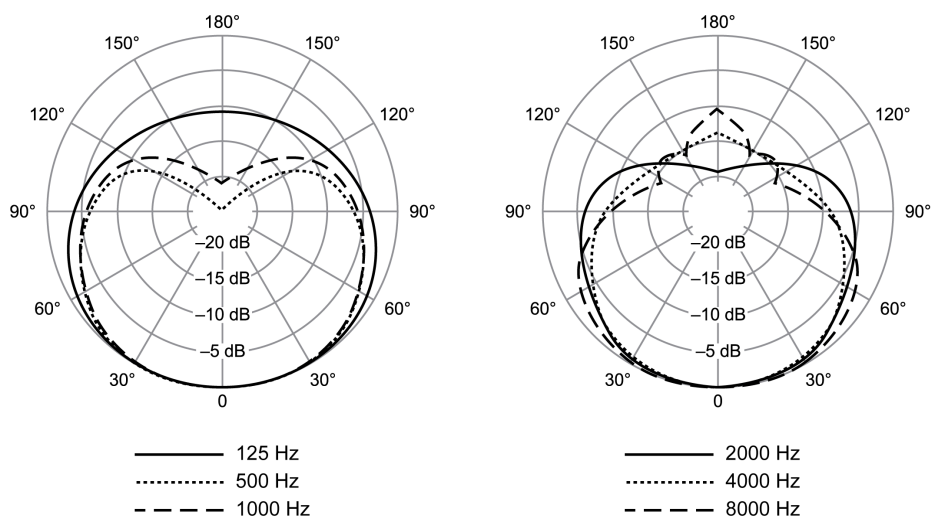 180° 180°
150° 150° 150° 150°
120° 120° 120° 120°
90° 90° 90° 90°
–20 dB –20 dB
–15 dB –15 dB
60° 60° 60° 60°
–10 dB –10 dB
–5 dB –5 dB
30° 30° 30° 30°
0 0
125 Hz 2000 Hz
500 Hz 4000 Hz
1000 Hz 8000 Hz